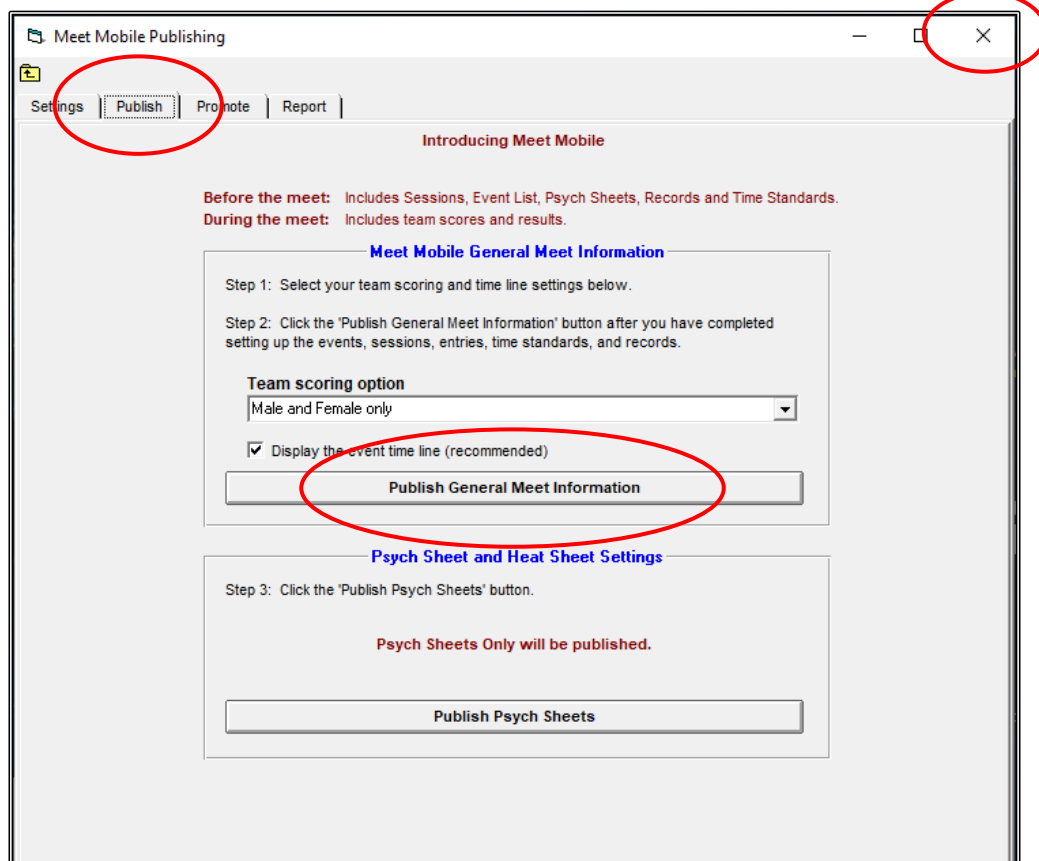 Meet Mobile Publishing
Settings Publish Promote Report
Introducing Meet Mobile
Before the meet: Includes Sessions, Event List, Psych Sheets, Records and Time Standards.
During the meet: Includes team scores and results.
Meet Mobile General Meet Information
Step 1: Select your team scoring and time line settings below.
Step 2: Click the 'Publish General Meet Information' button after you have completed
setting up the events, sessions, entries, time standards, and records.
Team scoring option
Male and Female only
Display the event time line (recommended)
Publish General Meet Information
Psych Sheet and Heat Sheet Settings
Step 3: Click the 'Publish Psych Sheets' button.
Psych Sheets Only will be published.
Publish Psych Sheets